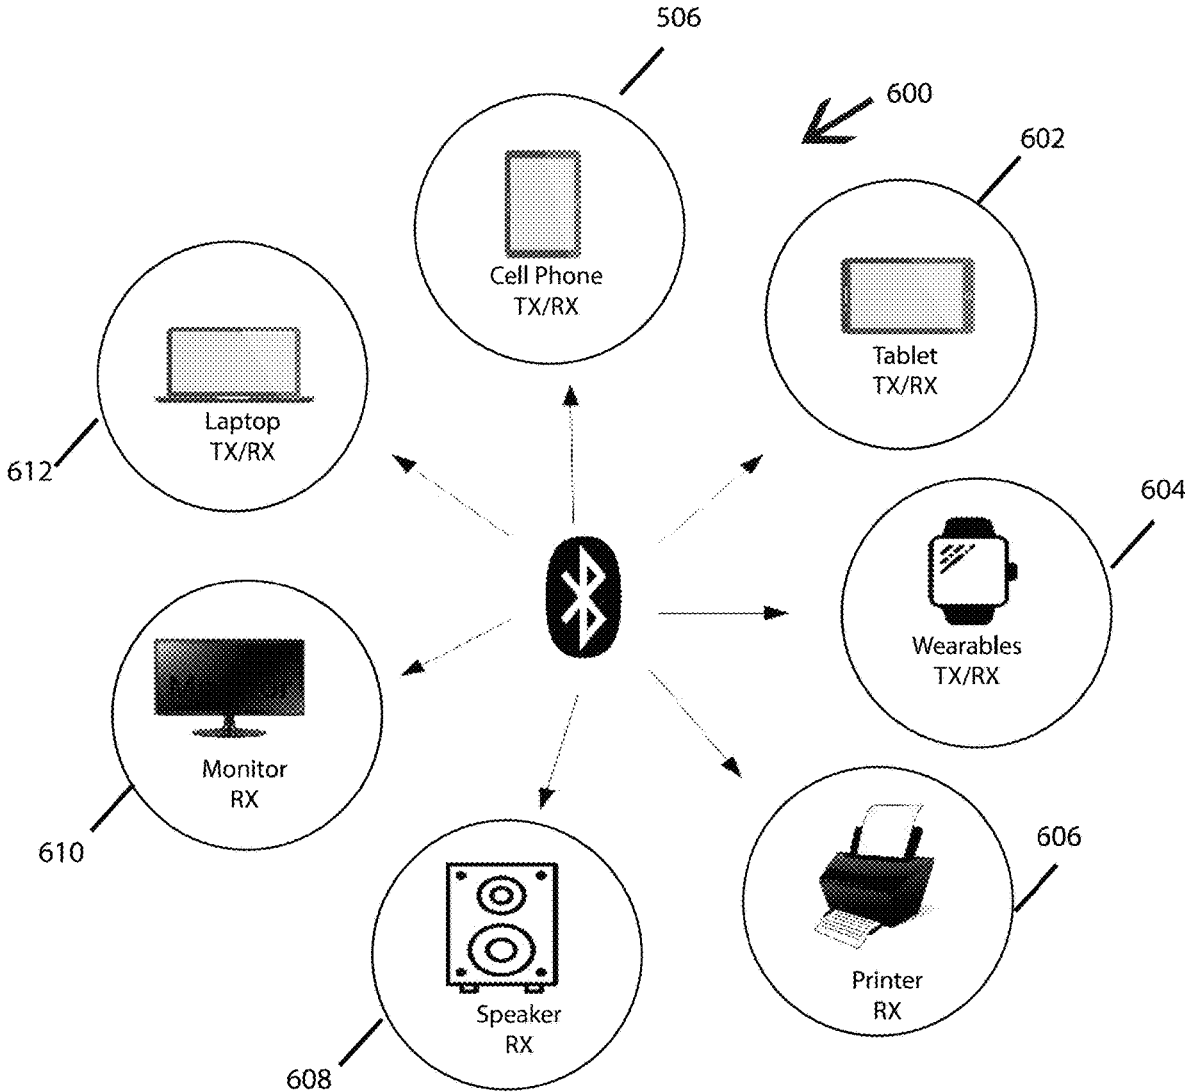 506
600
602
Cell Phone
TX/RX
Tablet
TX/RX
Laptop
TX/RX
612
604
Wearables
TX/RX
Monitor
RX
610
606
Printer
RX
Speaker
RX
608